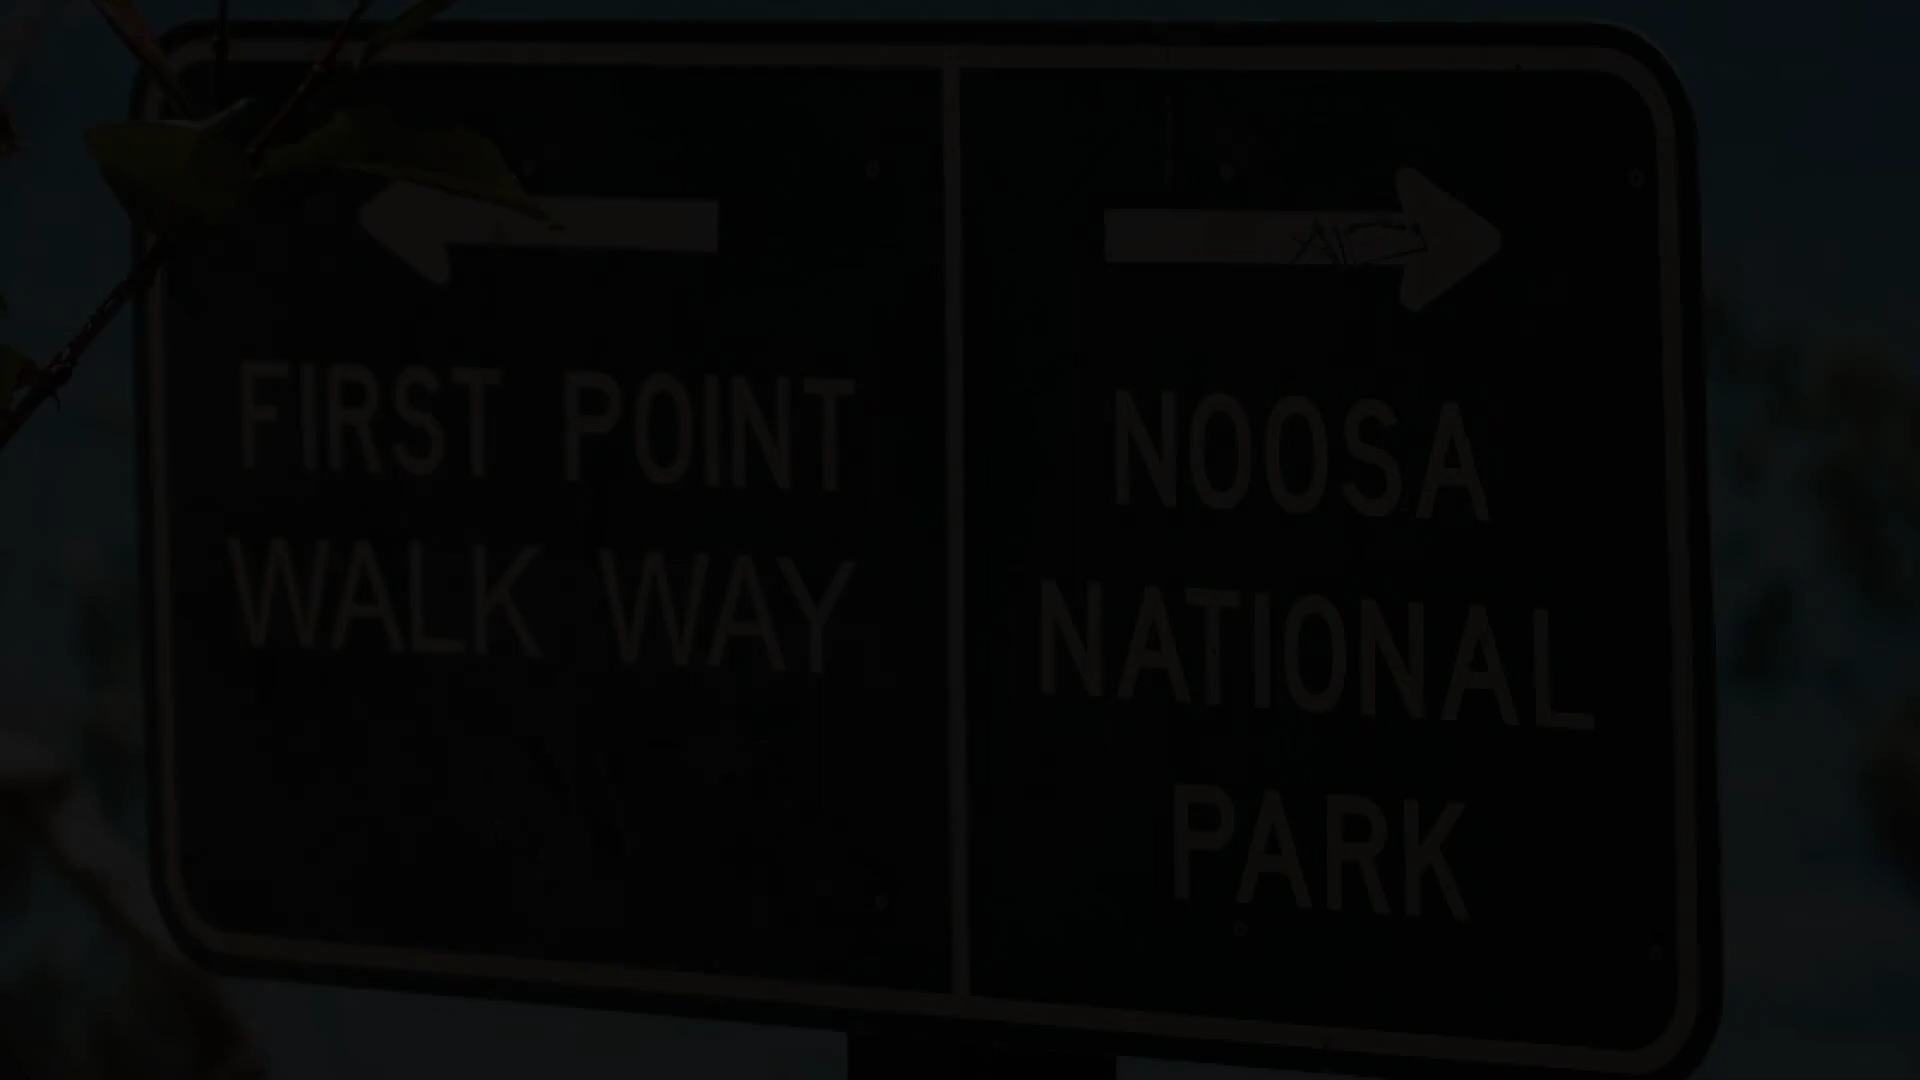 FIRST POINT
WALK WAY
NOOSA
NATIONAL
PARK